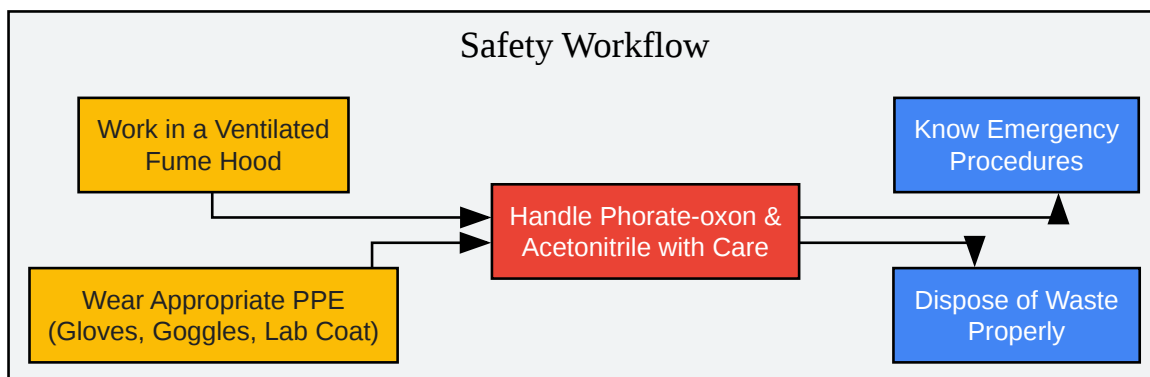 Safety Workflow
Work in a Ventilated
Fume Hood
Know Emergency
Procedures
Handle Phorate-oxon &
Acetonitrile with Care
Wear Appropriate PPE
(Gloves, Goggles, Lab Coat)
Dispose of Waste
Properly